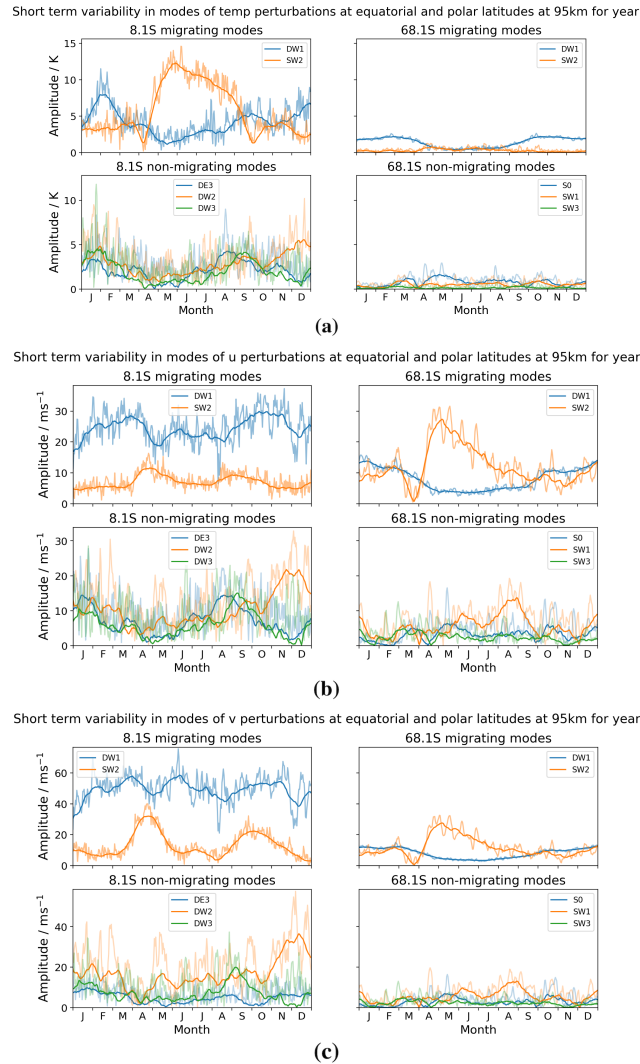 Short term variability in modes of temp perturbations at equatorial and polar latitudes at 95km for year
8.1S migrating modes
68.1S migrating modes
Amplitude / K
15
10
5
0
DW1
SW2
DW1
SW2
8.1S non-migrating modes
68.1S non-migrating modes
Amplitude / K
10
5
0
DE3
DW2
DW3
S0
SW1
SW3
J F M A M J J A S O N D
J F M A M J J A S O N D
Month
Month
(a)
Short term variability in modes of u perturbations at equatorial and polar latitudes at 95km for year
8.1S migrating modes
68.1S migrating modes
Amplitude / ms⁻¹
30
20
10
0
DW1
SW2
DW1
SW2
8.1S non-migrating modes
68.1S non-migrating modes
Amplitude / ms⁻¹
30
20
10
0
DE3
DW2
DW3
S0
SW1
SW3
J F M A M J J A S O N D
J F M A M J J A S O N D
Month
Month
(b)
Short term variability in modes of v perturbations at equatorial and polar latitudes at 95km for year
8.1S migrating modes
68.1S migrating modes
Amplitude / ms⁻¹
60
40
20
0
DW1
SW2
DW1
SW2
8.1S non-migrating modes
68.1S non-migrating modes
Amplitude / ms⁻¹
40
20
0
DE3
DW2
DW3
S0
SW1
SW3
J F M A M J J A S O N D
J F M A M J J A S O N D
Month
Month
(c)